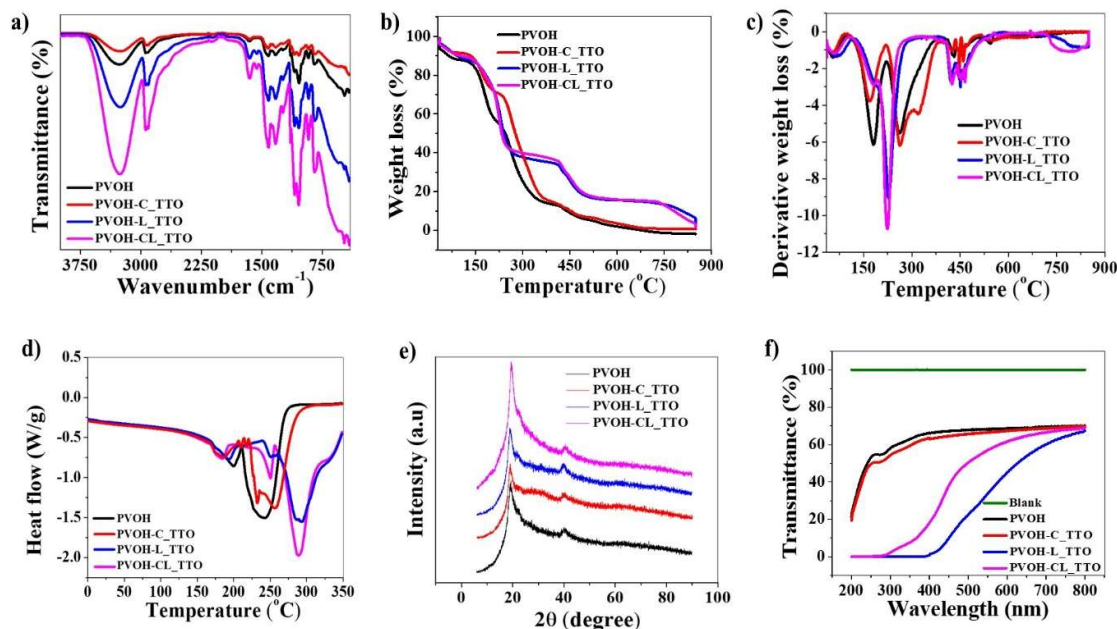 a)
Transmittance (%)
PVOH
PVOH-C_TTO
PVOH-L_TTO
PVOH-CL_TTO
3750 3000 2250 1500 750
Wavenumber (cm-1)
b)
Weight loss (%)
100
80
60
40
20
0
PVOH
PVOH-C_TTO
PVOH-L_TTO
PVOH-CL_TTO
150 300 450 600 750 900
Temperature (oC)
c)
Derivative weight loss (%)
0
-2
-4
-6
-8
-10
-12
PVOH
PVOH-C_TTO
PVOH-L_TTO
PVOH-CL_TTO
150 300 450 600 750 900
Temperature (oC)
d)
Heat flow (W/g)
0.5
0.0
-0.5
-1.0
-1.5
-2.0
PVOH
PVOH-C_TTO
PVOH-L_TTO
PVOH-CL_TTO
0 50 100 150 200 250 300 350
Temperature (°C)
e)
Intensity (a.u)
PVOH
PVOH-C_TTO
PVOH-L_TTO
PVOH-CL_TTO
0 20 40 60 80 100
2θ (degree)
f)
Transmittance (%)
100
80
60
40
20
0
Blank
PVOH
PVOH-C_TTO
PVOH-L_TTO
PVOH-CL_TTO
200 300 400 500 600 700 800
Wavelength (nm)